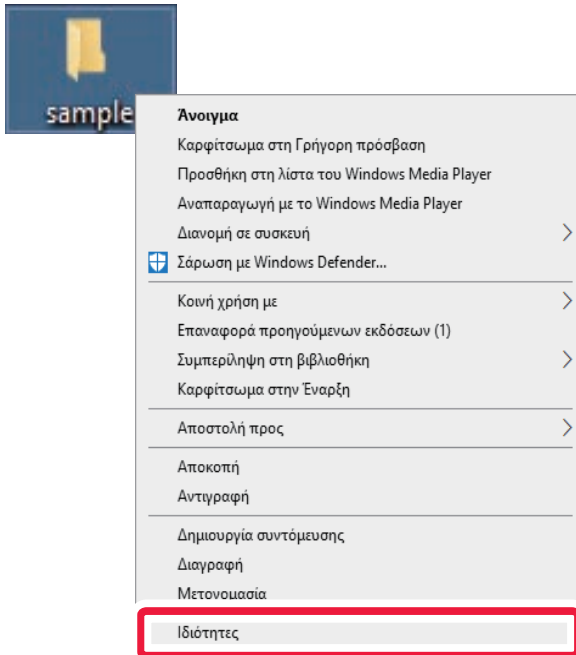 sample
Άνοιγμα
Καρφίτσωμα στη Γρήγορη πρόσβαση
Προσθήκη στη λίστα του Windows Media Player
Αναπαραγωγή με το Windows Media Player
Διανομή σε συσκευή
Σάρωση με Windows Defender...
Κοινή χρήση με
Επαναφορά προηγούμενων εκδόσεων (1)
Συμπερίληψη στη βιβλιοθήκη
Καρφίτσωμα στην Έναρξη
Αποστολή προς
Αποκοπή
Αντιγραφή
Δημιουργία συντόμευσης
Διαγραφή
Μετονομασία
Ιδιότητες